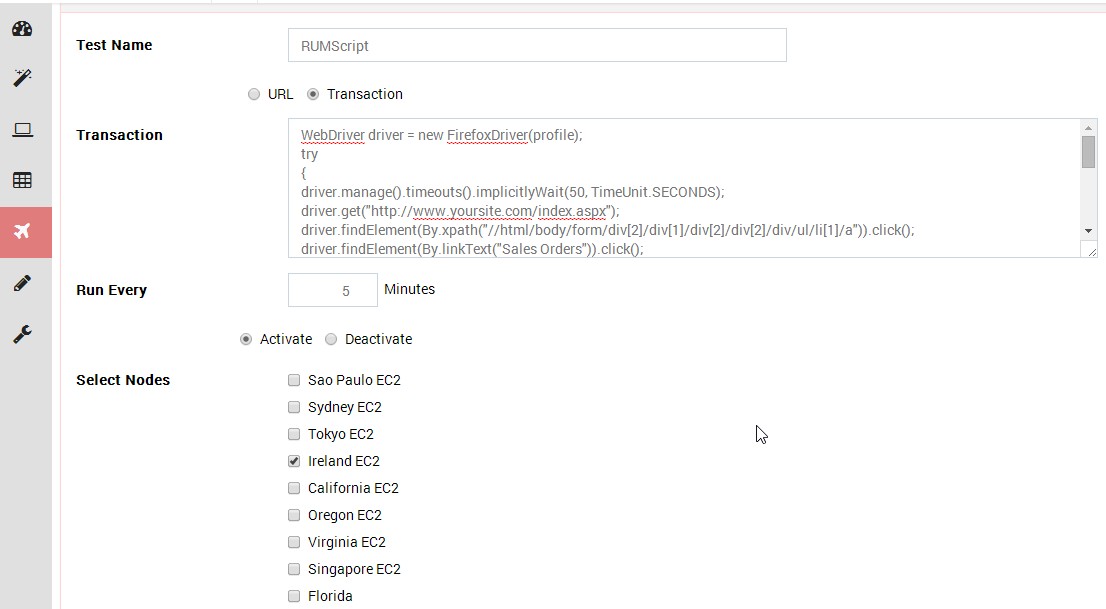 Test Name
RUMScript
URL Transaction
Transaction
WebDriver driver = new FirefoxDriver(profile);
try
{
driver.manage().timeouts().implicitlyWait(50, TimeUnit.SECONDS);
driver.get("http://www.yoursite.com/index.aspx");
driver.findElement(By.xpath("//html/body/form/div[2]/div[1]/div[2]/div[2]/div/ul/li[1]/a")).click();
driver.findElement(By.linkText("Sales Orders")).click();
Run Every
5 Minutes
Activate Deactivate
Select Nodes
Sao Paulo EC2
Sydney EC2
Tokyo EC2
Ireland EC2
California EC2
Oregon EC2
Virginia EC2
Singapore EC2
Florida